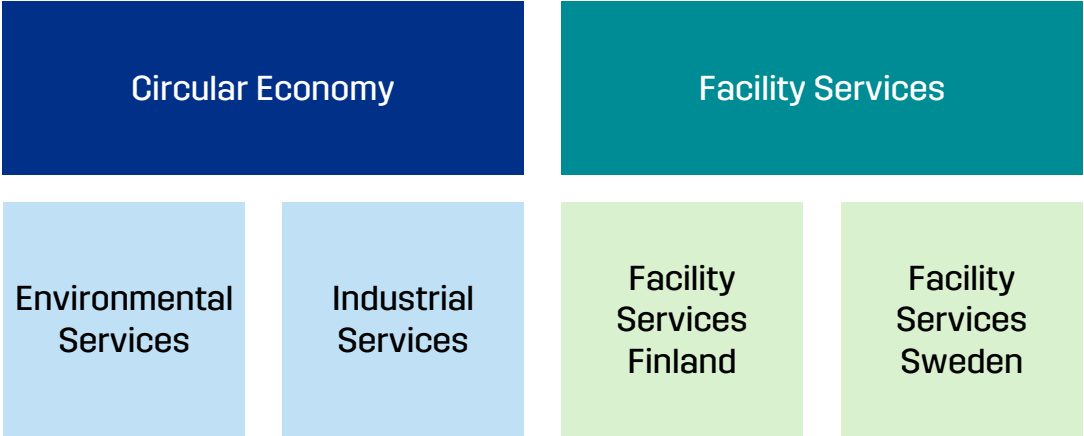 Circular Economy
Facility Services
Environmental
Services
Industrial
Services
Facility
Services
Finland
Facility
Services
Sweden